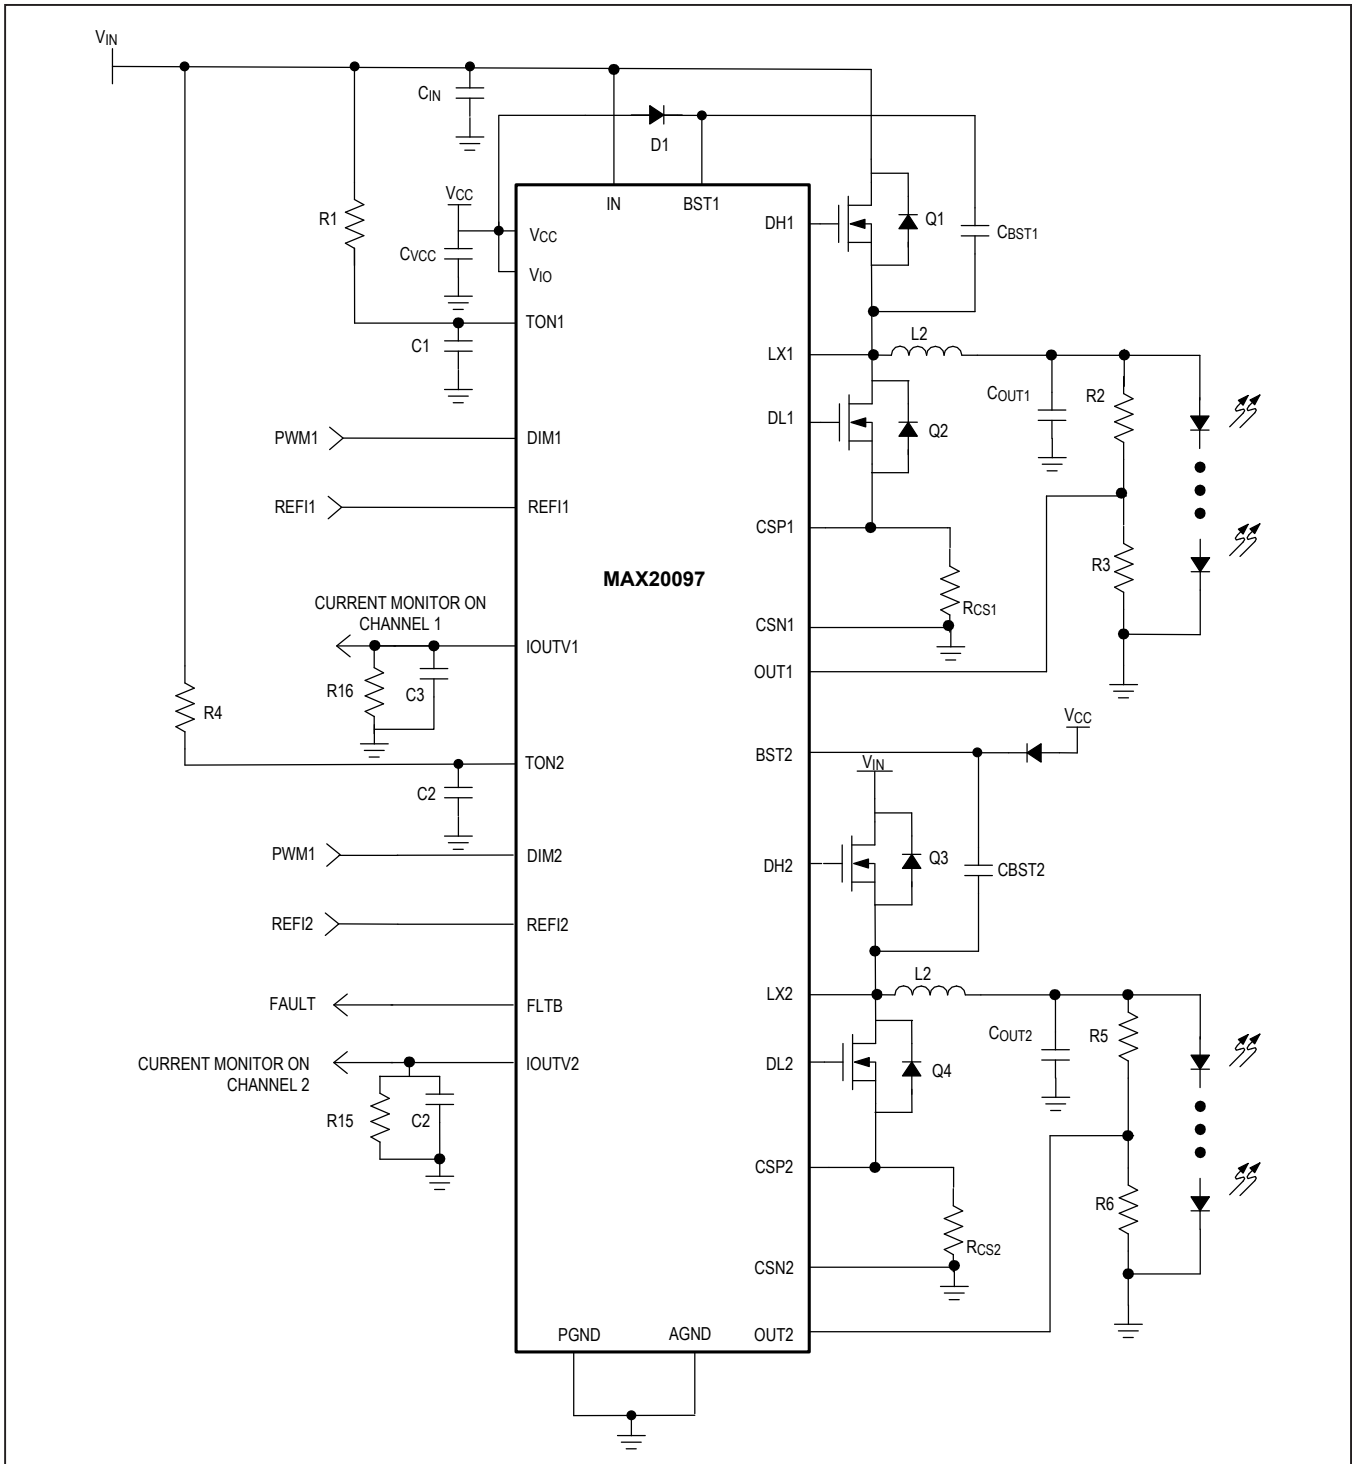 VIN
CIN
D1
VCC
IN
BST1
R1
DH1
Q1
CBST1
CVCC
VCC
VIO
TON1
C1
L2
LX1
COUT1
R2
DL1
Q2
PWM1
DIM1
REFI1
REFI1
CSP1
R3
MAX20097
RCS1
CURRENT MONITOR ON
CHANNEL 1
CSN1
IOUTV1
OUT1
R16
C3
R4
VCC
BST2
TON2
VIN
C2
PWM1
DIM2
DH2
Q3
CBST2
REFI2
REFI2
L2
LX2
FAULT
FLTB
COUT2
R5
CURRENT MONITOR ON
CHANNEL 2
IOUTV2
DL2
Q4
R15
C2
CSP2
R6
RCS2
CSN2
PGND
AGND
OUT2